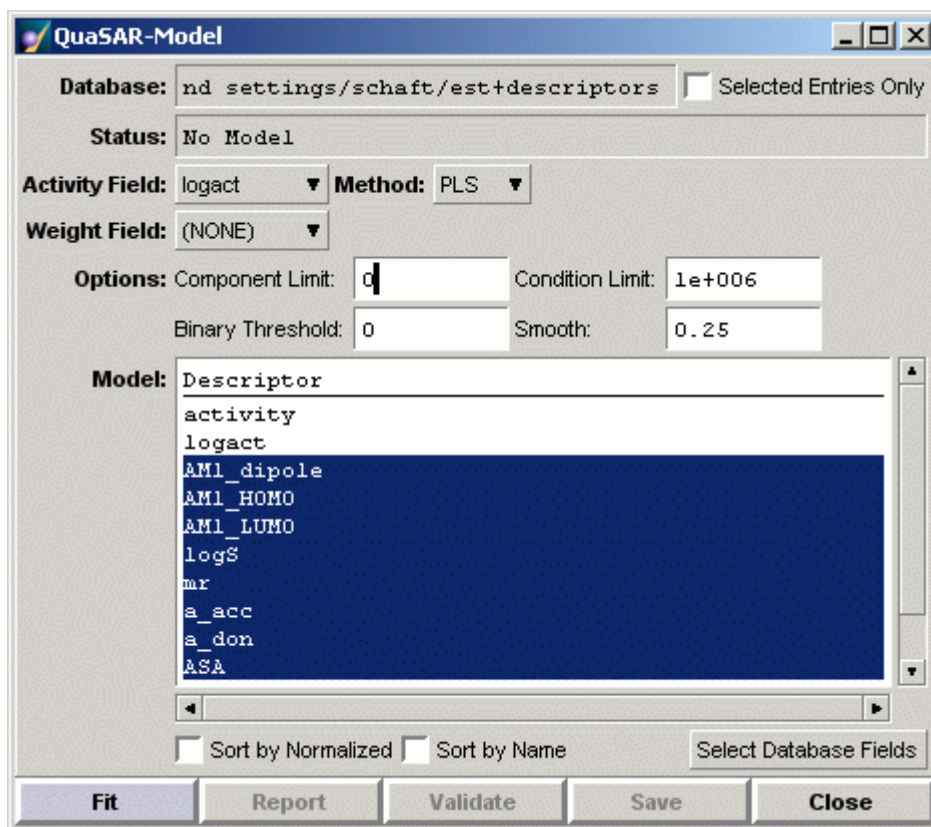 QuaSAR-Model
Database: nd settings/schaft/est+descriptors Selected Entries Only
Status: No Model
Activity Field: logact Method: PLS
Weight Field: (NONE)
Options: Component Limit: 0 Condition Limit: 1e+006
Binary Threshold: 0 Smooth: 0.25
Model: Descriptor
activity
logact
AM1_dipole
AM1_HOMO
AM1_LUMO
logS
mr
a_acc
a_don
ASA
Sort by Normalized Sort by Name Select Database Fields
Fit Report Validate Save Close